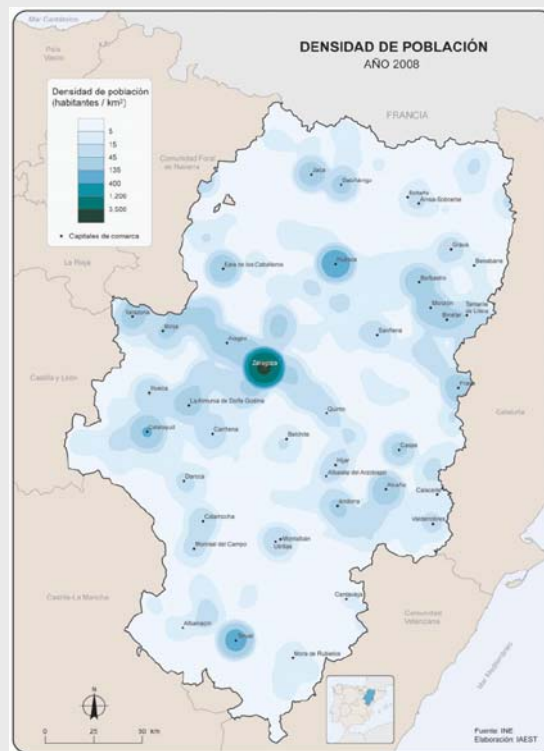 Mar Cantábrico
País
Vasco
DENSIDAD DE POBLACIÓN
AÑO 2008
Densidad de población
(habitantes / km²)
5
15
45
135
400
1.200
3.500
Capitales de comarca
FRANCIA
Comunidad Foral
de Navarra
La Rioja
Castilla y León
Castilla-La Mancha
Cataluña
Comunidad
Valenciana
Mar Mediterráneo
Jaca
Sabiñánigo
Boltaña
Aínsa-Sobrarbe
Graus
Benabarre
Ejea de los Caballeros
Huesca
Barbastro
Monzón
Tamarite
de Litera
Binéfar
Tarazona
Borja
Alagón
Sariñena
Zaragoza
Fraga
Illueca
La Almunia de Doña Godina
Quinto
Calatayud
Cariñena
Belchite
Caspe
Híjar
Albalate del Arzobispo
Daroca
Alcañiz
Calaceite
Andorra
Valderrobres
Calamocha
Montalbán
Utrillas
Monreal del Campo
Cantavieja
Albarracín
Teruel
Mora de Rubielos
N
0 25 50 km
Fuente: INE
Elaboración: IAEST